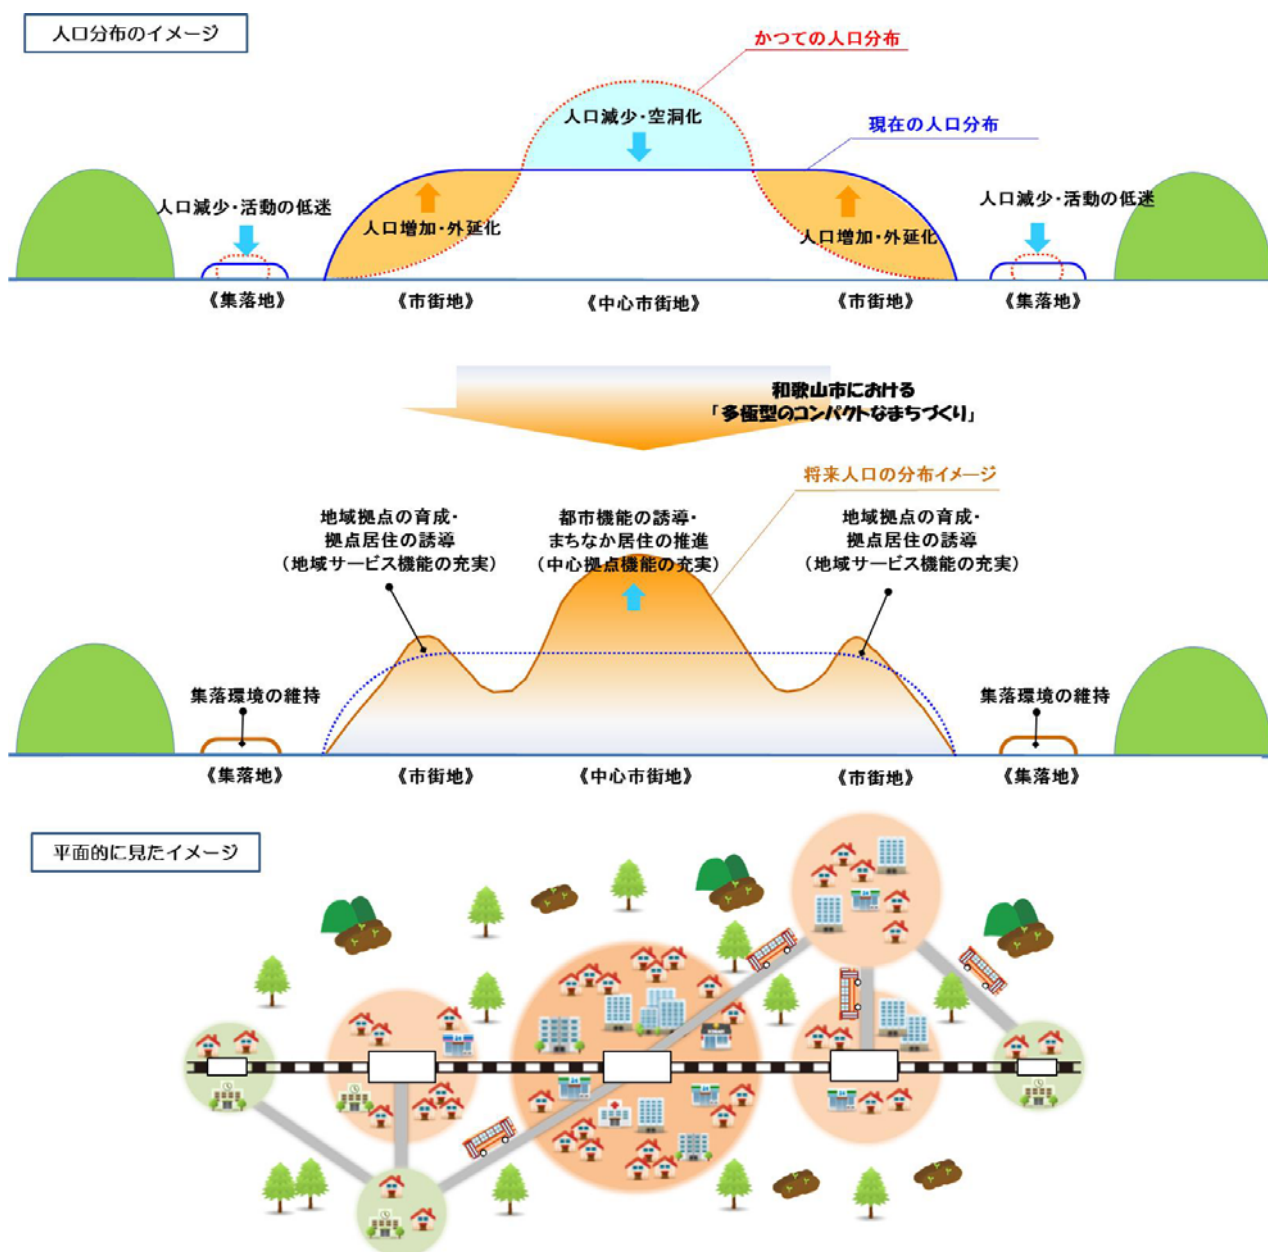 人口分布のイメージ
かつての人口分布
人口減少・空洞化
現在の人口分布
人口減少・活動の低迷
人口増加・外延化
人口増加・外延化
人口減少・活動の低迷
《集落地》
《市街地》
《中心市街地》
《市街地》
《集落地》
和歌山市における
「多極型のコンパクトなまちづくり」
将来人口の分布イメージ
地域拠点の育成・
拠点居住の誘導
（地域サービス機能の充実）
都市機能の誘導・
まちなか居住の推進
（中心拠点機能の充実）
地域拠点の育成・
拠点居住の誘導
（地域サービス機能の充実）
集落環境の維持
集落環境の維持
《集落地》
《市街地》
《中心市街地》
《市街地》
《集落地》
平面的に見たイメージ